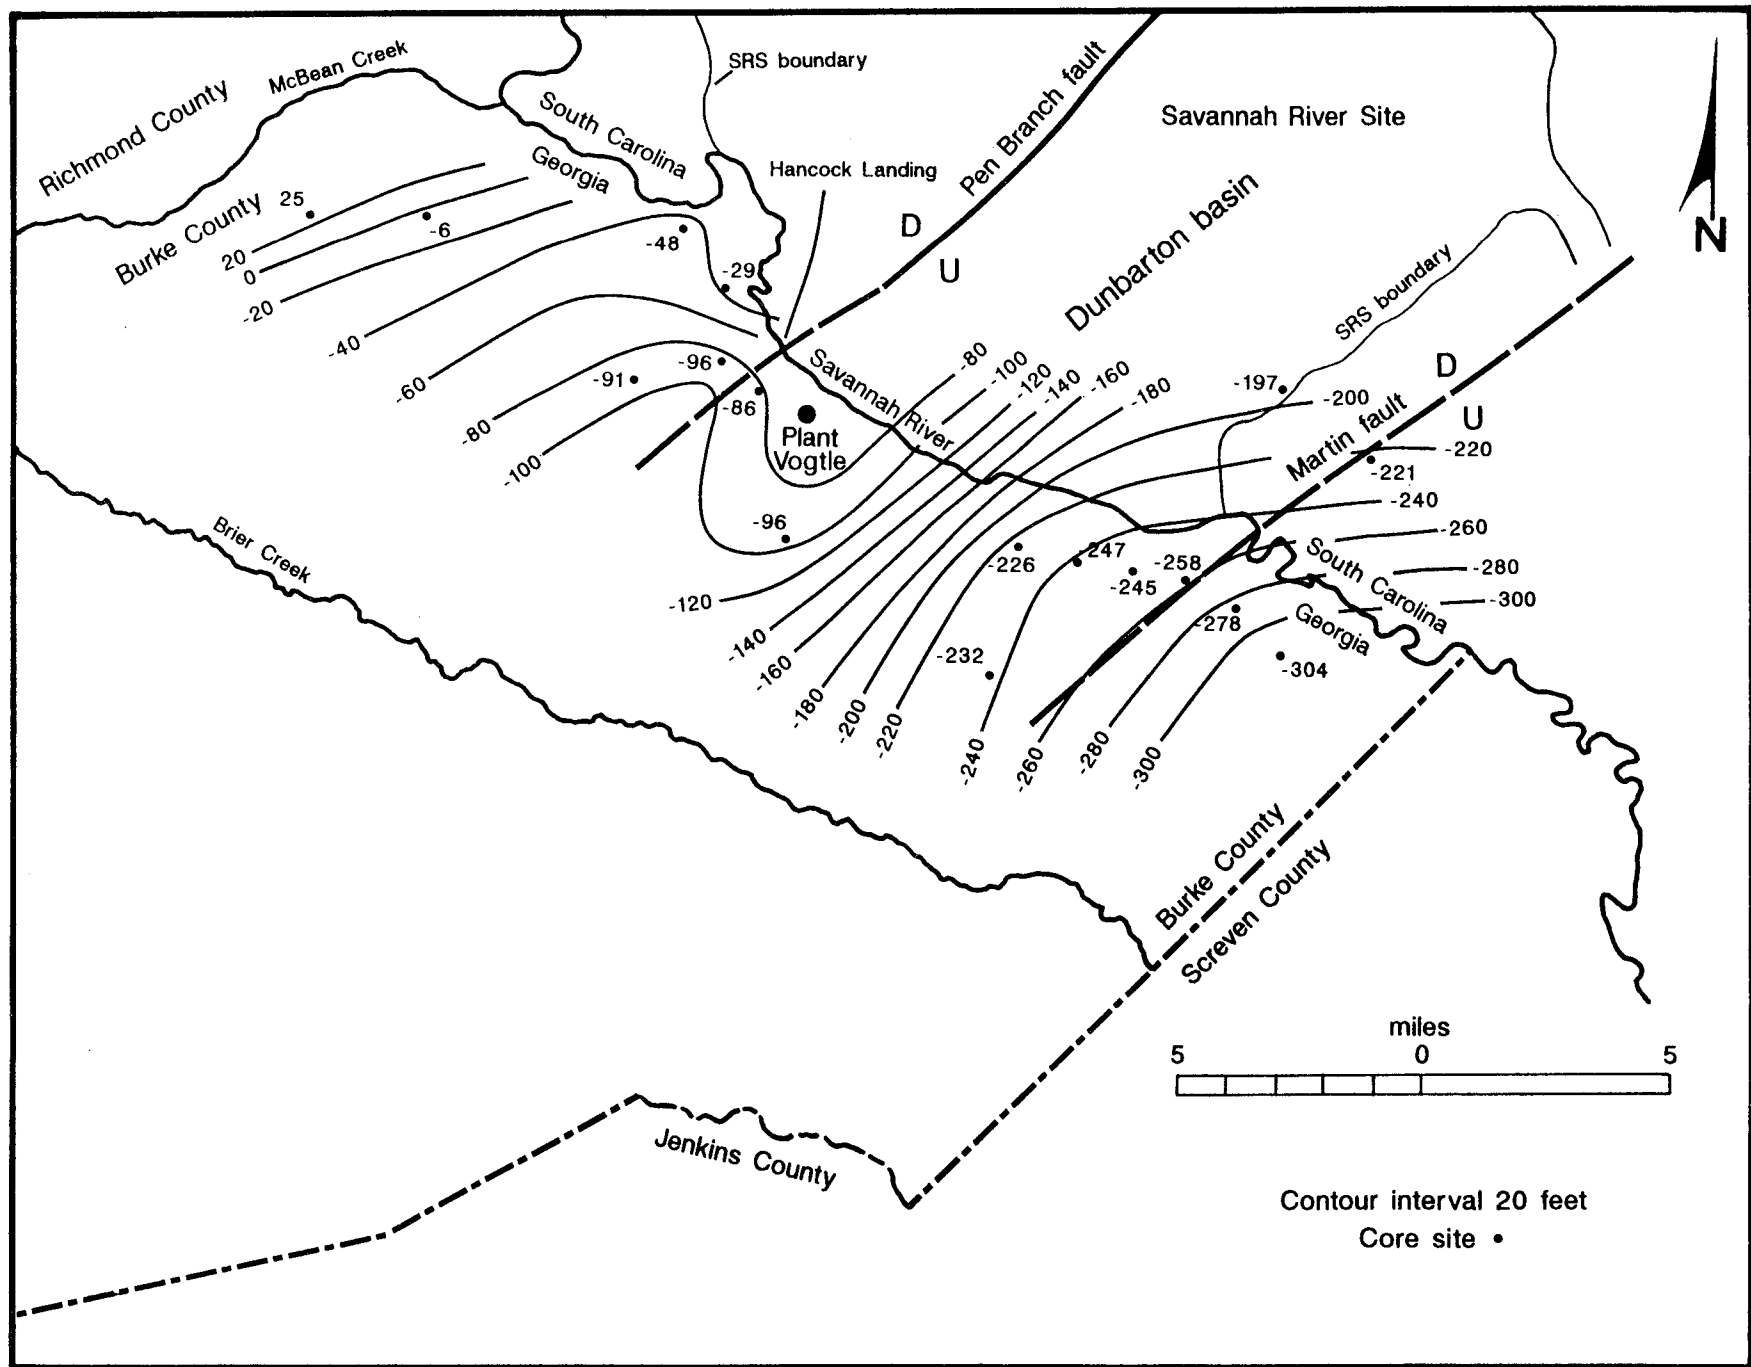 SRS boundary
McBean Creek
Richmond County
South Carolina
Georgia
Pen Branch fault
Savannah River Site
Hancock Landing
N
25
-6
Burke County
20
0
-20
-48
-29
D
U
Dunbarton basin
SRS boundary
-40
-60
-80
-100
-96
-91
-86
Plant
Vogtle
Savannah River
-80
-100
-120
-140
-160
-180
-197
-200
D
U
Martin fault
-220
-221
-240
-260
-280
-300
South Carolina
Georgia
-96
-226
-247
-245
-258
-278
-304
-232
Brier Creek
-120
-140
-160
-180
-200
-220
-240
-260
-280
-300
Burke County
Screven County
miles
5 0 5
Jenkins County
Contour interval 20 feet
Core site